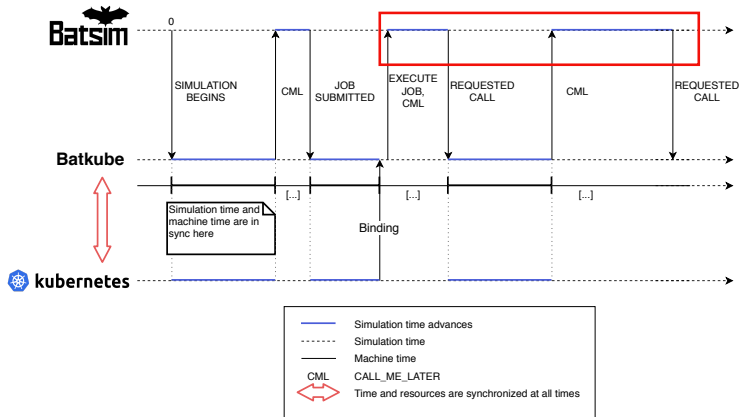 Batsim
0
SIMULATION
BEGINS
CML
JOB
SUBMITTED
EXECUTE
JOB,
CML
REQUESTED
CALL
CML
REQUESTED
CALL
Batkube
[...]
[...]
[...]
Simulation time and
machine time are in
sync here
Binding
kubernetes
Simulation time advances
Simulation time
Machine time
CML CALL_ME_LATER
Time and resources are synchronized at all times